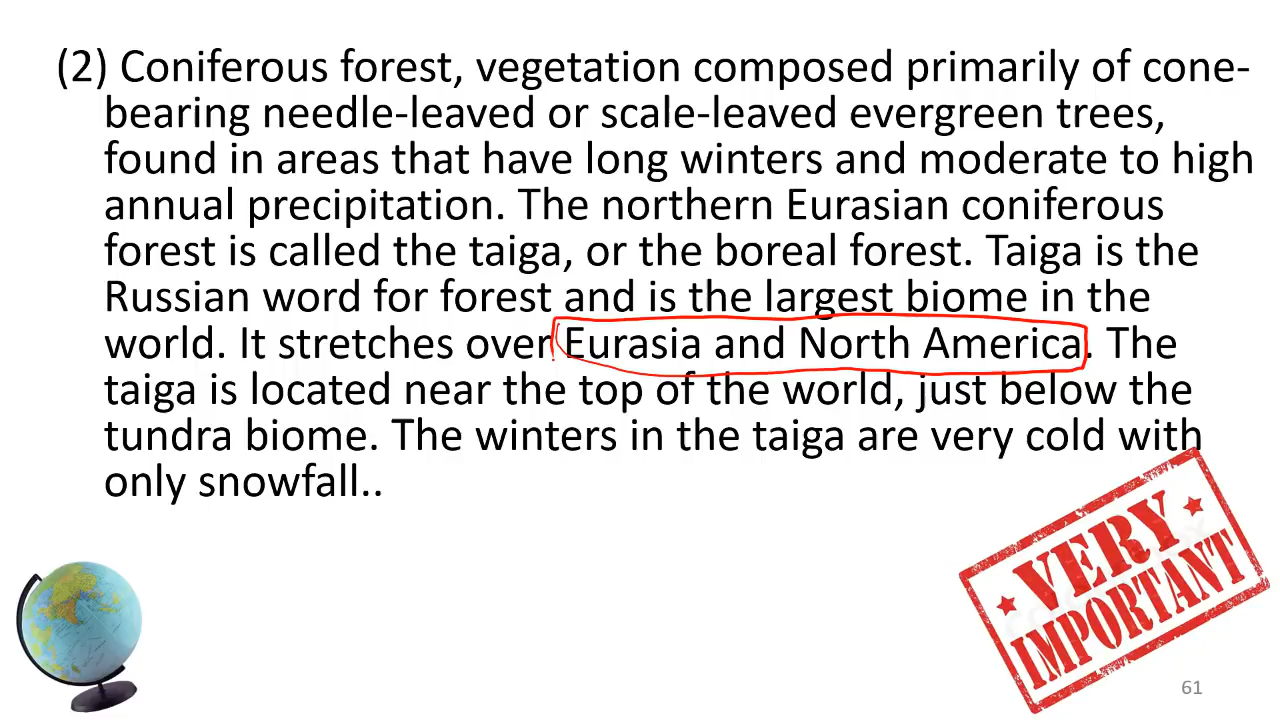 (2) Coniferous forest, vegetation composed primarily of cone-
bearing needle-leaved or scale-leaved evergreen trees,
found in areas that have long winters and moderate to high
annual precipitation. The northern Eurasian coniferous
forest is called the taiga, or the boreal forest. Taiga is the
Russian word for forest and is the largest biome in the
world. It stretches over Eurasia and North America. The
taiga is located near the top of the world, just below the
tundra biome. The winters in the taiga are very cold with
only snowfall..
VERY
IMPORTANT
61